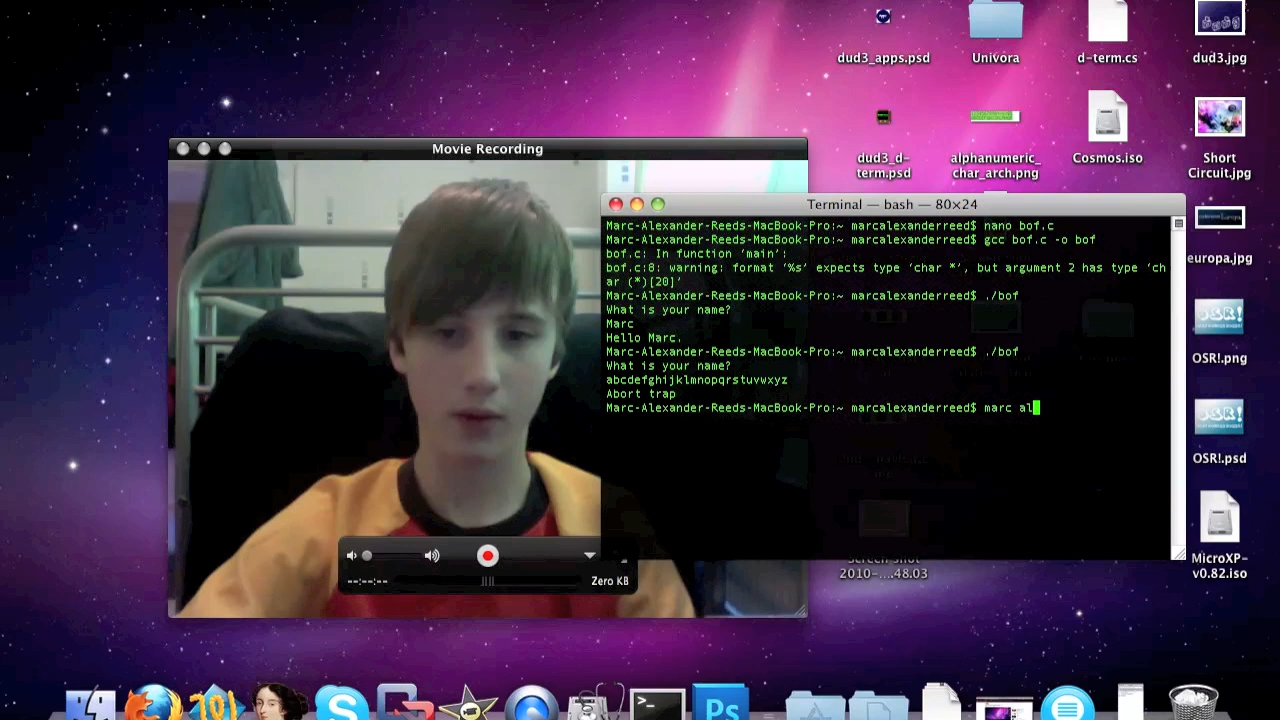 dud3_apps.psd
Univora
d-term.cs
dud3.jpg
dud3_d-
term.psd
alphanumeric_
char_arch.png
Cosmos.iso
Short
Circuit.jpg
Movie Recording
Terminal — bash — 80×24
Marc-Alexander-Reeds-MacBook-Pro:~ marcalexanderreed$ nano bof.c
Marc-Alexander-Reeds-MacBook-Pro:~ marcalexanderreed$ gcc bof.c -o bof
bof.c: In function ‘main’:
bof.c:8: warning: format ‘%s’ expects type ‘char *’, but argument 2 has type ‘ch
ar (*)[20]’
Marc-Alexander-Reeds-MacBook-Pro:~ marcalexanderreed$ ./bof
What is your name?
Marc
Hello Marc.
Marc-Alexander-Reeds-MacBook-Pro:~ marcalexanderreed$ ./bof
What is your name?
abcdefghijklmnopqrstuvwxyz
Abort trap
Marc-Alexander-Reeds-MacBook-Pro:~ marcalexanderreed$ marc al
europa.jpg
OSR!
OSR!.png
OSR!
OSR!.psd
Screen shot
2010-....48.03
MicroXP-
v0.82.iso
--:--:--
Zero KB
101
Ps